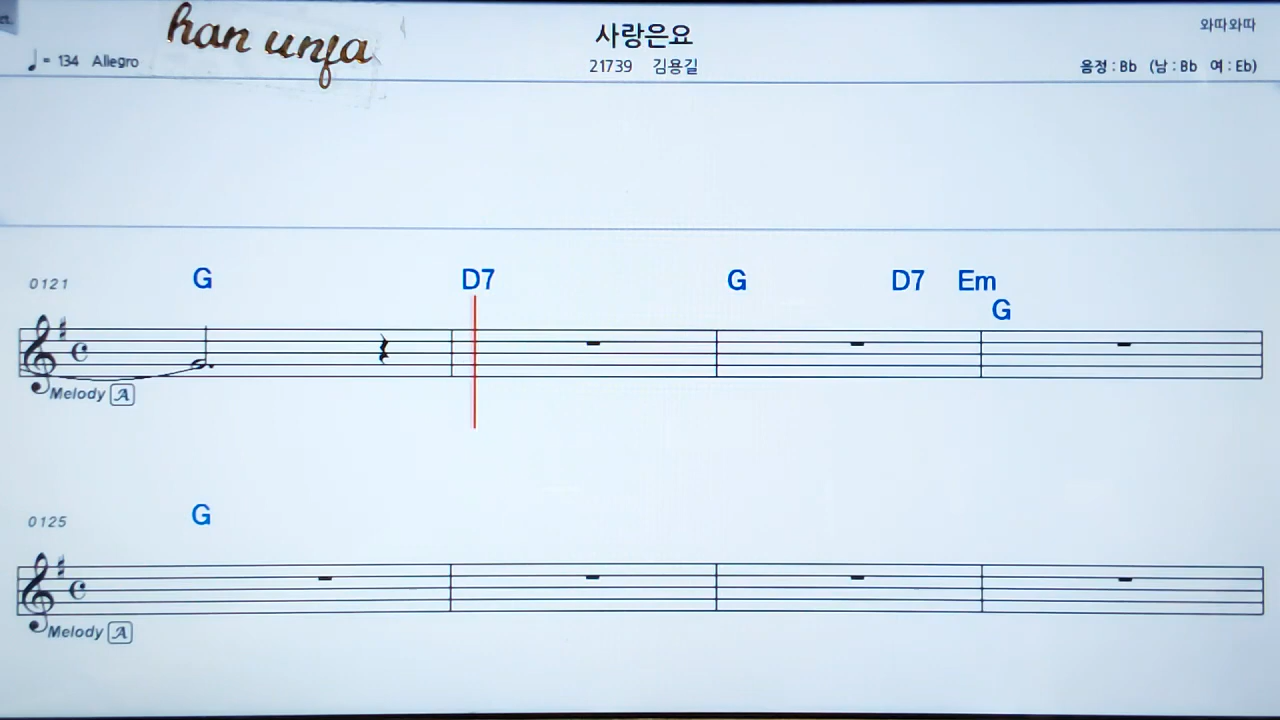 han unfa
사랑은요
와따와따
♩= 134 Allegro
21739 김용길
음정 : Bb (남 : Bb 여 : Eb)
0121 G D7 G D7 Em
G
Melody A
0125 G
Melody A